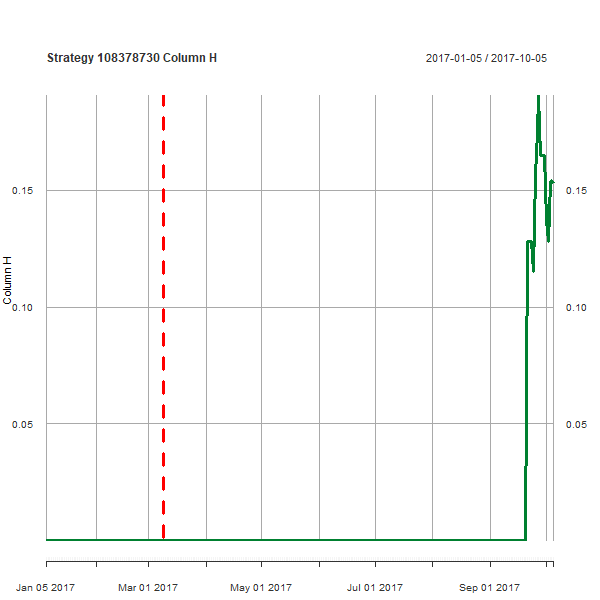 Strategy 108378730 Column H
2017-01-05 / 2017-10-05
0.15
0.15
Column H
0.10
0.10
0.05
0.05
Jan 05 2017
Mar 01 2017
May 01 2017
Jul 01 2017
Sep 01 2017